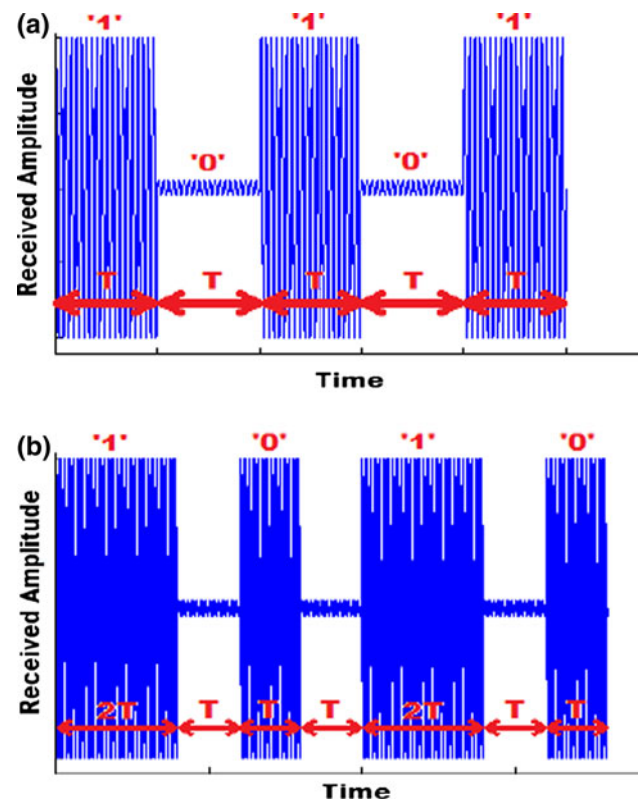 (a)
'1' '1' '1'
'0' '0'
T T T T T
Received Amplitude
Time
(b)
'1' '0' '1' '0'
2T T T T 2T T T
Received Amplitude
Time